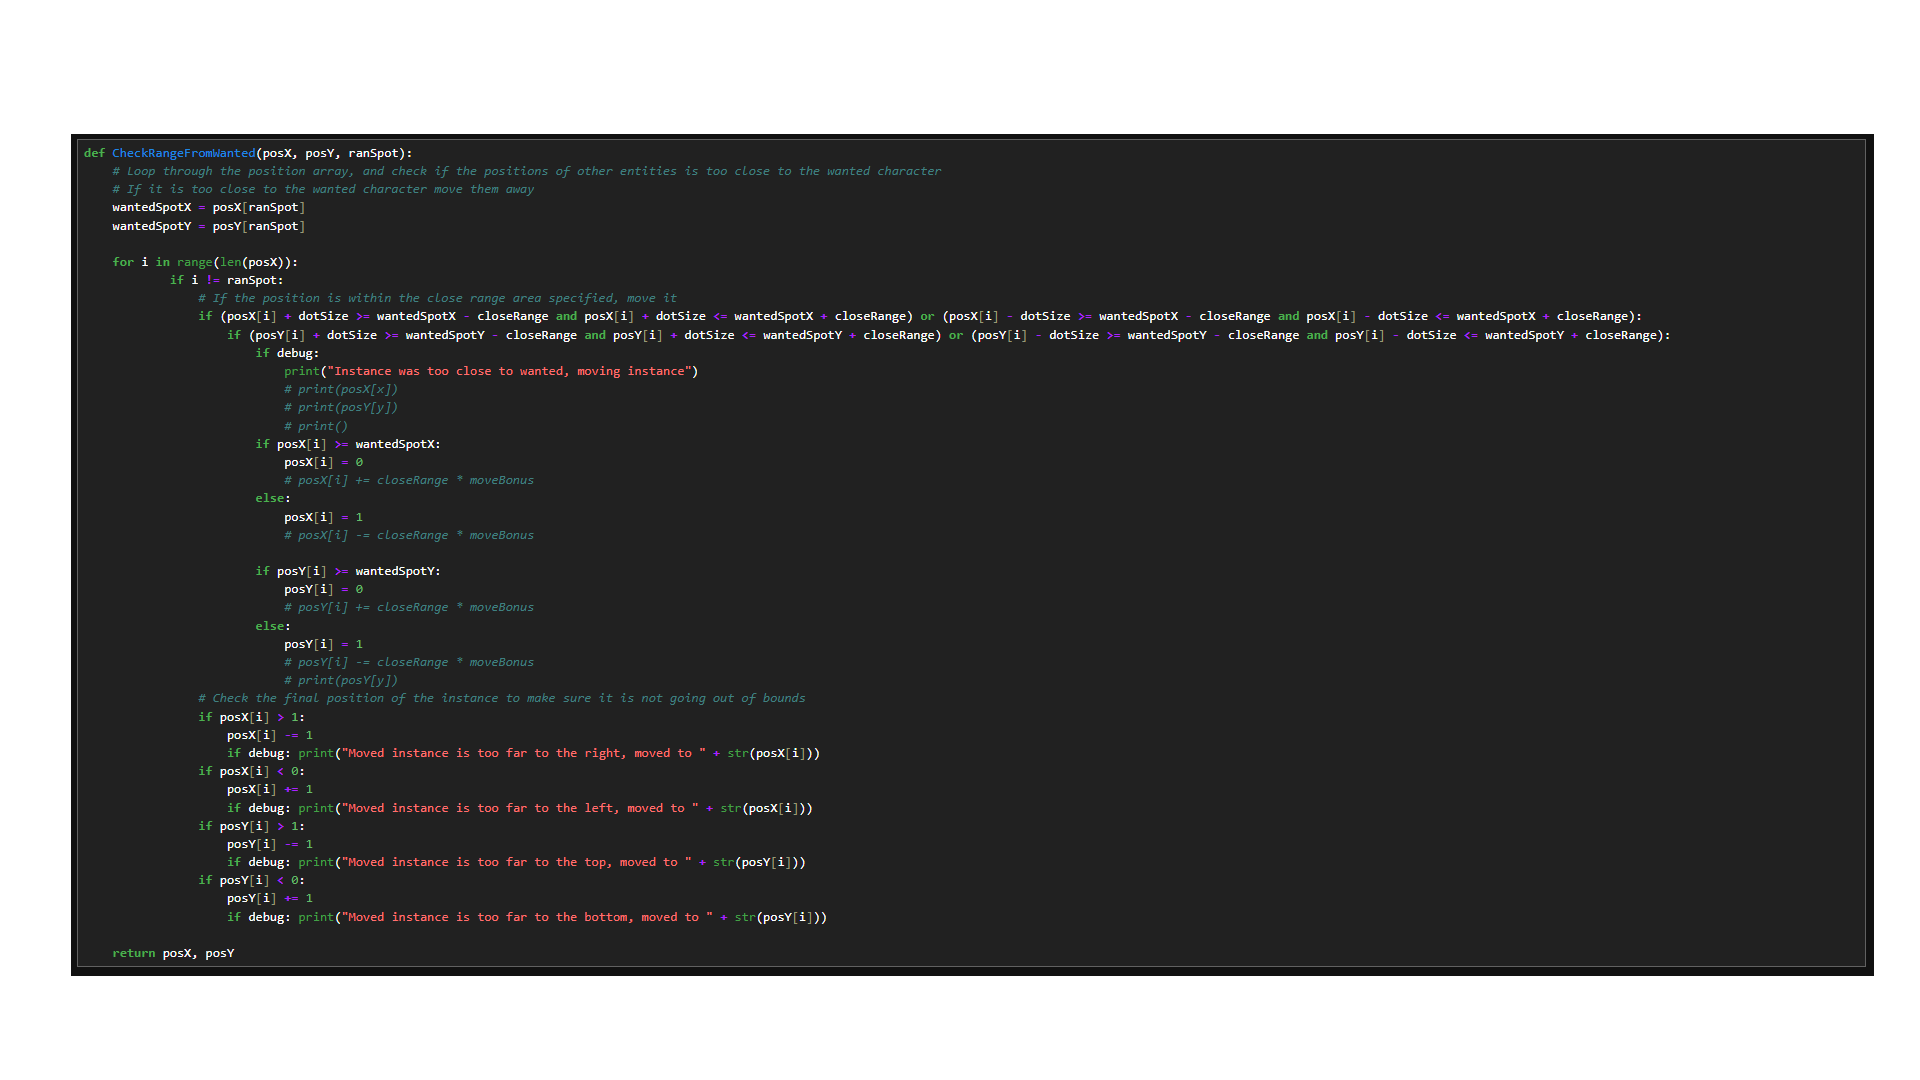 def CheckRangeFromWanted(posX, posY, ranSpot):
    # Loop through the position array, and check if the positions of other entities is too close to the wanted character
    # If it is too close to the wanted character move them away
    wantedSpotX = posX[ranSpot]
    wantedSpotY = posY[ranSpot]

    for i in range(len(posX)):
            if i != ranSpot:
                # If the position is within the close range area specified, move it
                if (posX[i] + dotSize >= wantedSpotX - closeRange and posX[i] + dotSize <= wantedSpotX + closeRange) or (posX[i] - dotSize >= wantedSpotX - closeRange and posX[i] - dotSize <= wantedSpotX + closeRange):
                    if (posY[i] + dotSize >= wantedSpotY - closeRange and posY[i] + dotSize <= wantedSpotY + closeRange) or (posY[i] - dotSize >= wantedSpotY - closeRange and posY[i] - dotSize <= wantedSpotY + closeRange):
                        if debug:
                            print("Instance was too close to wanted, moving instance")
                            # print(posX[x])
                            # print(posY[y])
                            # print()
                        if posX[i] >= wantedSpotX:
                            posX[i] = 0
                            # posX[i] += closeRange * moveBonus
                        else:
                            posX[i] = 1
                            # posX[i] -= closeRange * moveBonus

                        if posY[i] >= wantedSpotY:
                            posY[i] = 0
                            # posY[i] += closeRange * moveBonus
                        else:
                            posY[i] = 1
                            # posY[i] -= closeRange * moveBonus
                            # print(posY[y])
                # Check the final position of the instance to make sure it is not going out of bounds
                if posX[i] > 1:
                    posX[i] -= 1
                    if debug: print("Moved instance is too far to the right, moved to " + str(posX[i]))
                if posX[i] < 0:
                    posX[i] += 1
                    if debug: print("Moved instance is too far to the left, moved to " + str(posX[i]))
                if posY[i] > 1:
                    posY[i] -= 1
                    if debug: print("Moved instance is too far to the top, moved to " + str(posY[i]))
                if posY[i] < 0:
                    posY[i] += 1
                    if debug: print("Moved instance is too far to the bottom, moved to " + str(posY[i]))

    return posX, posY